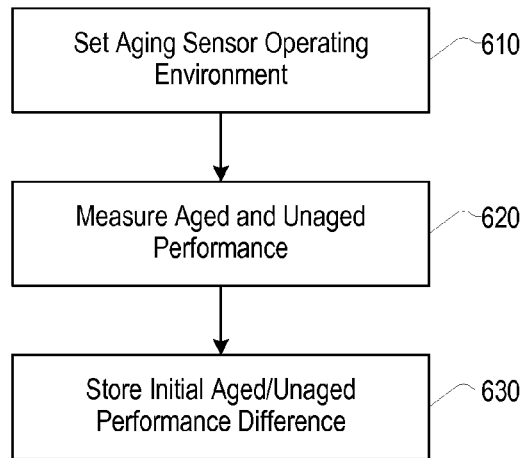 Set Aging Sensor Operating
Environment
610
Measure Aged and Unaged
Performance
620
Store Initial Aged/Unaged
Performance Difference
630